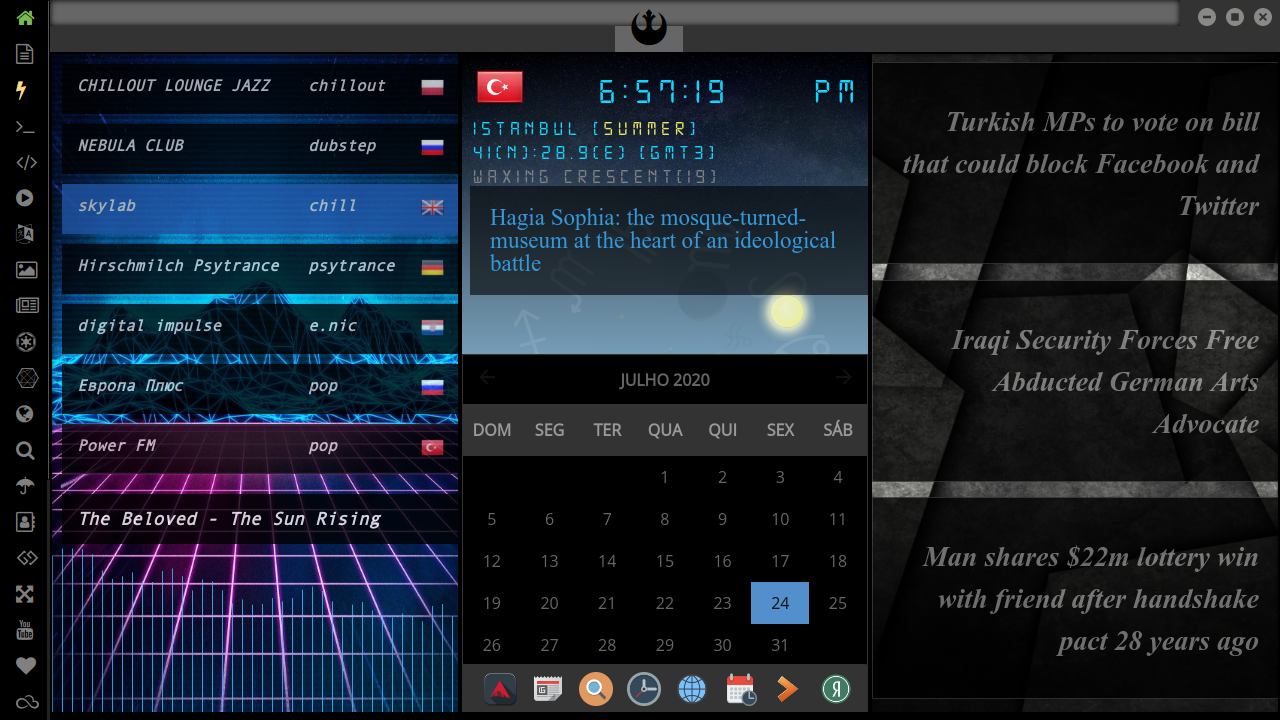 CHILLOUT LOUNGE JAZZ chillout
NEBULA CLUB dubstep
skylab chill
Hirschmilch Psytrance psytrance
digital impulse e.nic
Европа Плюс pop
Power FM pop
The Beloved - The Sun Rising
6:57:19 PM
ISTANBUL (SUMMER)
41(N):28.9(E) (GMT3)
WAXING CRESCENT(19)
Hagia Sophia: the mosque-turned-
museum at the heart of an ideological
battle
JULHO 2020
DOM SEG TER QUA QUI SEX SÁB
1 2 3 4
5 6 7 8 9 10 11
12 13 14 15 16 17 18
19 20 21 22 23 24 25
26 27 28 29 30 31
Turkish MPs to vote on bill
that could block Facebook and
Twitter
Iraqi Security Forces Free
Abducted German Arts
Advocate
Man shares $22m lottery win
with friend after handshake
pact 28 years ago
You
Tube
Я